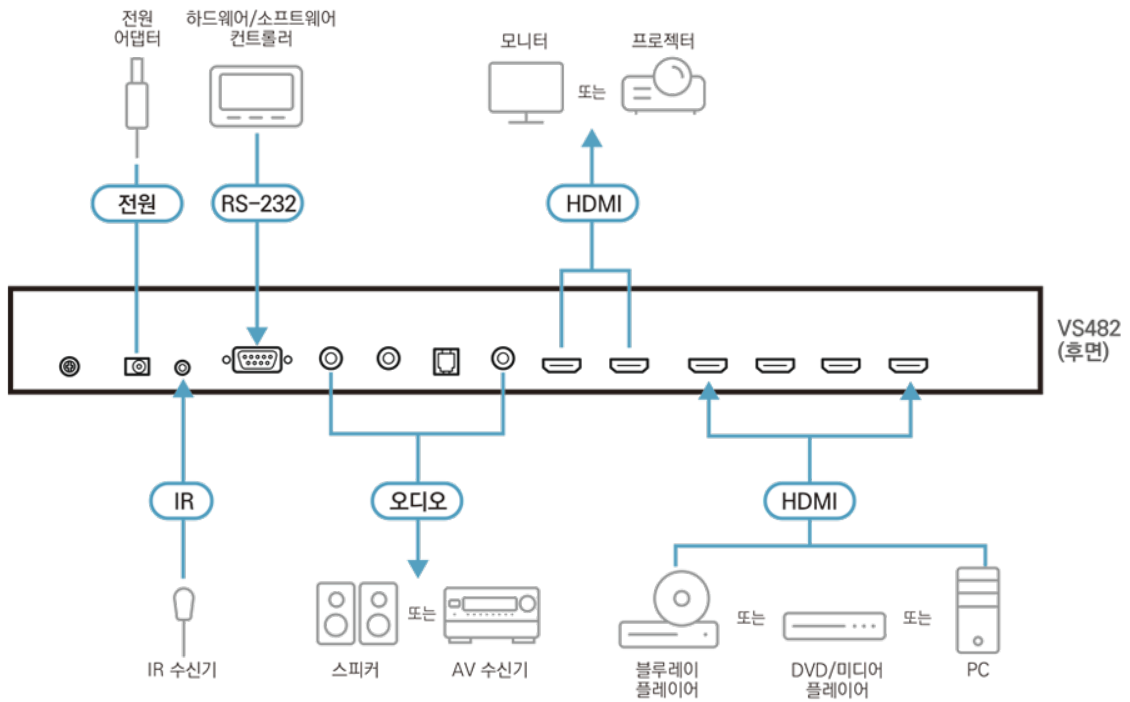 전원
어댑터
하드웨어/소프트웨어
컨트롤러
모니터
또는
프로젝터
전원
RS-232
HDMI
VS482
(후면)
IR
오디오
HDMI
IR 수신기
스피커
또는
AV 수신기
블루레이
플레이어
또는
DVD/미디어
플레이어
또는
PC